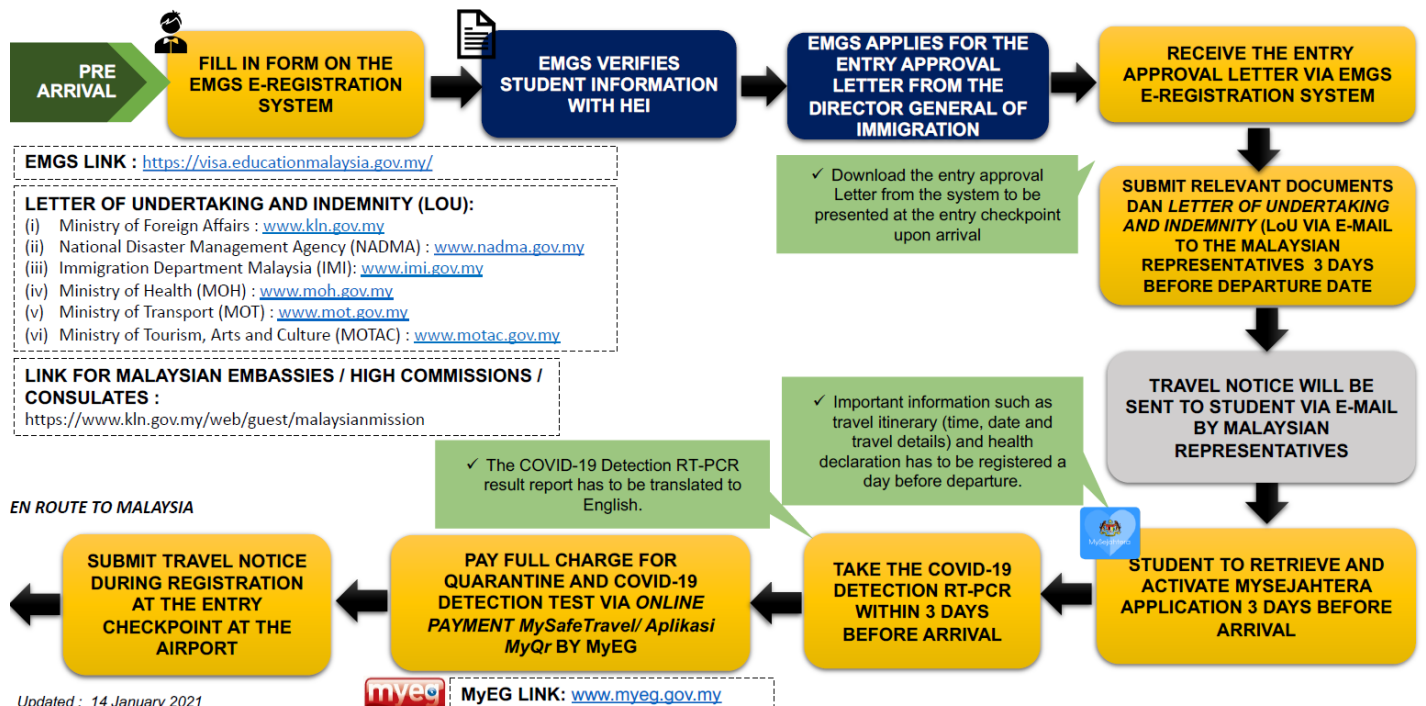 PRE
ARRIVAL
FILL IN FORM ON THE
EMGS E-REGISTRATION
SYSTEM
EMGS VERIFIES
STUDENT INFORMATION
WITH HEI
EMGS APPLIES FOR THE
ENTRY APPROVAL
LETTER FROM THE
DIRECTOR GENERAL OF
IMMIGRATION
RECEIVE THE ENTRY
APPROVAL LETTER VIA EMGS
E-REGISTRATION SYSTEM
EMGS LINK : https://visa.educationmalaysia.gov.my/
LETTER OF UNDERTAKING AND INDEMNITY (LOU):
(i) Ministry of Foreign Affairs : www.kln.gov.my
(ii) National Disaster Management Agency (NADMA) : www.nadma.gov.my
(iii) Immigration Department Malaysia (IMI): www.imi.gov.my
(iv) Ministry of Health (MOH) : www.moh.gov.my
(v) Ministry of Transport (MOT) : www.mot.gov.my
(vi) Ministry of Tourism, Arts and Culture (MOTAC) : www.motac.gov.my
LINK FOR MALAYSIAN EMBASSIES / HIGH COMMISSIONS /
CONSULATES :
https://www.kln.gov.my/web/guest/malaysianmission
✓ Download the entry approval
Letter from the system to be
presented at the entry checkpoint
upon arrival
SUBMIT RELEVANT DOCUMENTS
DAN LETTER OF UNDERTAKING
AND INDEMNITY (LoU VIA E-MAIL
TO THE MALAYSIAN
REPRESENTATIVES 3 DAYS
BEFORE DEPARTURE DATE
TRAVEL NOTICE WILL BE
SENT TO STUDENT VIA E-MAIL
BY MALAYSIAN
REPRESENTATIVES
✓ Important information such as
travel itinerary (time, date and
travel details) and health
declaration has to be registered a
day before departure.
✓ The COVID-19 Detection RT-PCR
result report has to be translated to
English.
MySejahtera
STUDENT TO RETRIEVE AND
ACTIVATE MYSEJAHTERA
APPLICATION 3 DAYS BEFORE
ARRIVAL
TAKE THE COVID-19
DETECTION RT-PCR
WITHIN 3 DAYS
BEFORE ARRIVAL
PAY FULL CHARGE FOR
QUARANTINE AND COVID-19
DETECTION TEST VIA ONLINE
PAYMENT MySafeTravel/ Aplikasi
MyQr BY MyEG
EN ROUTE TO MALAYSIA
SUBMIT TRAVEL NOTICE
DURING REGISTRATION
AT THE ENTRY
CHECKPOINT AT THE
AIRPORT
myeg
MyEG LINK: www.myeg.gov.my
Updated : 14 January 2021